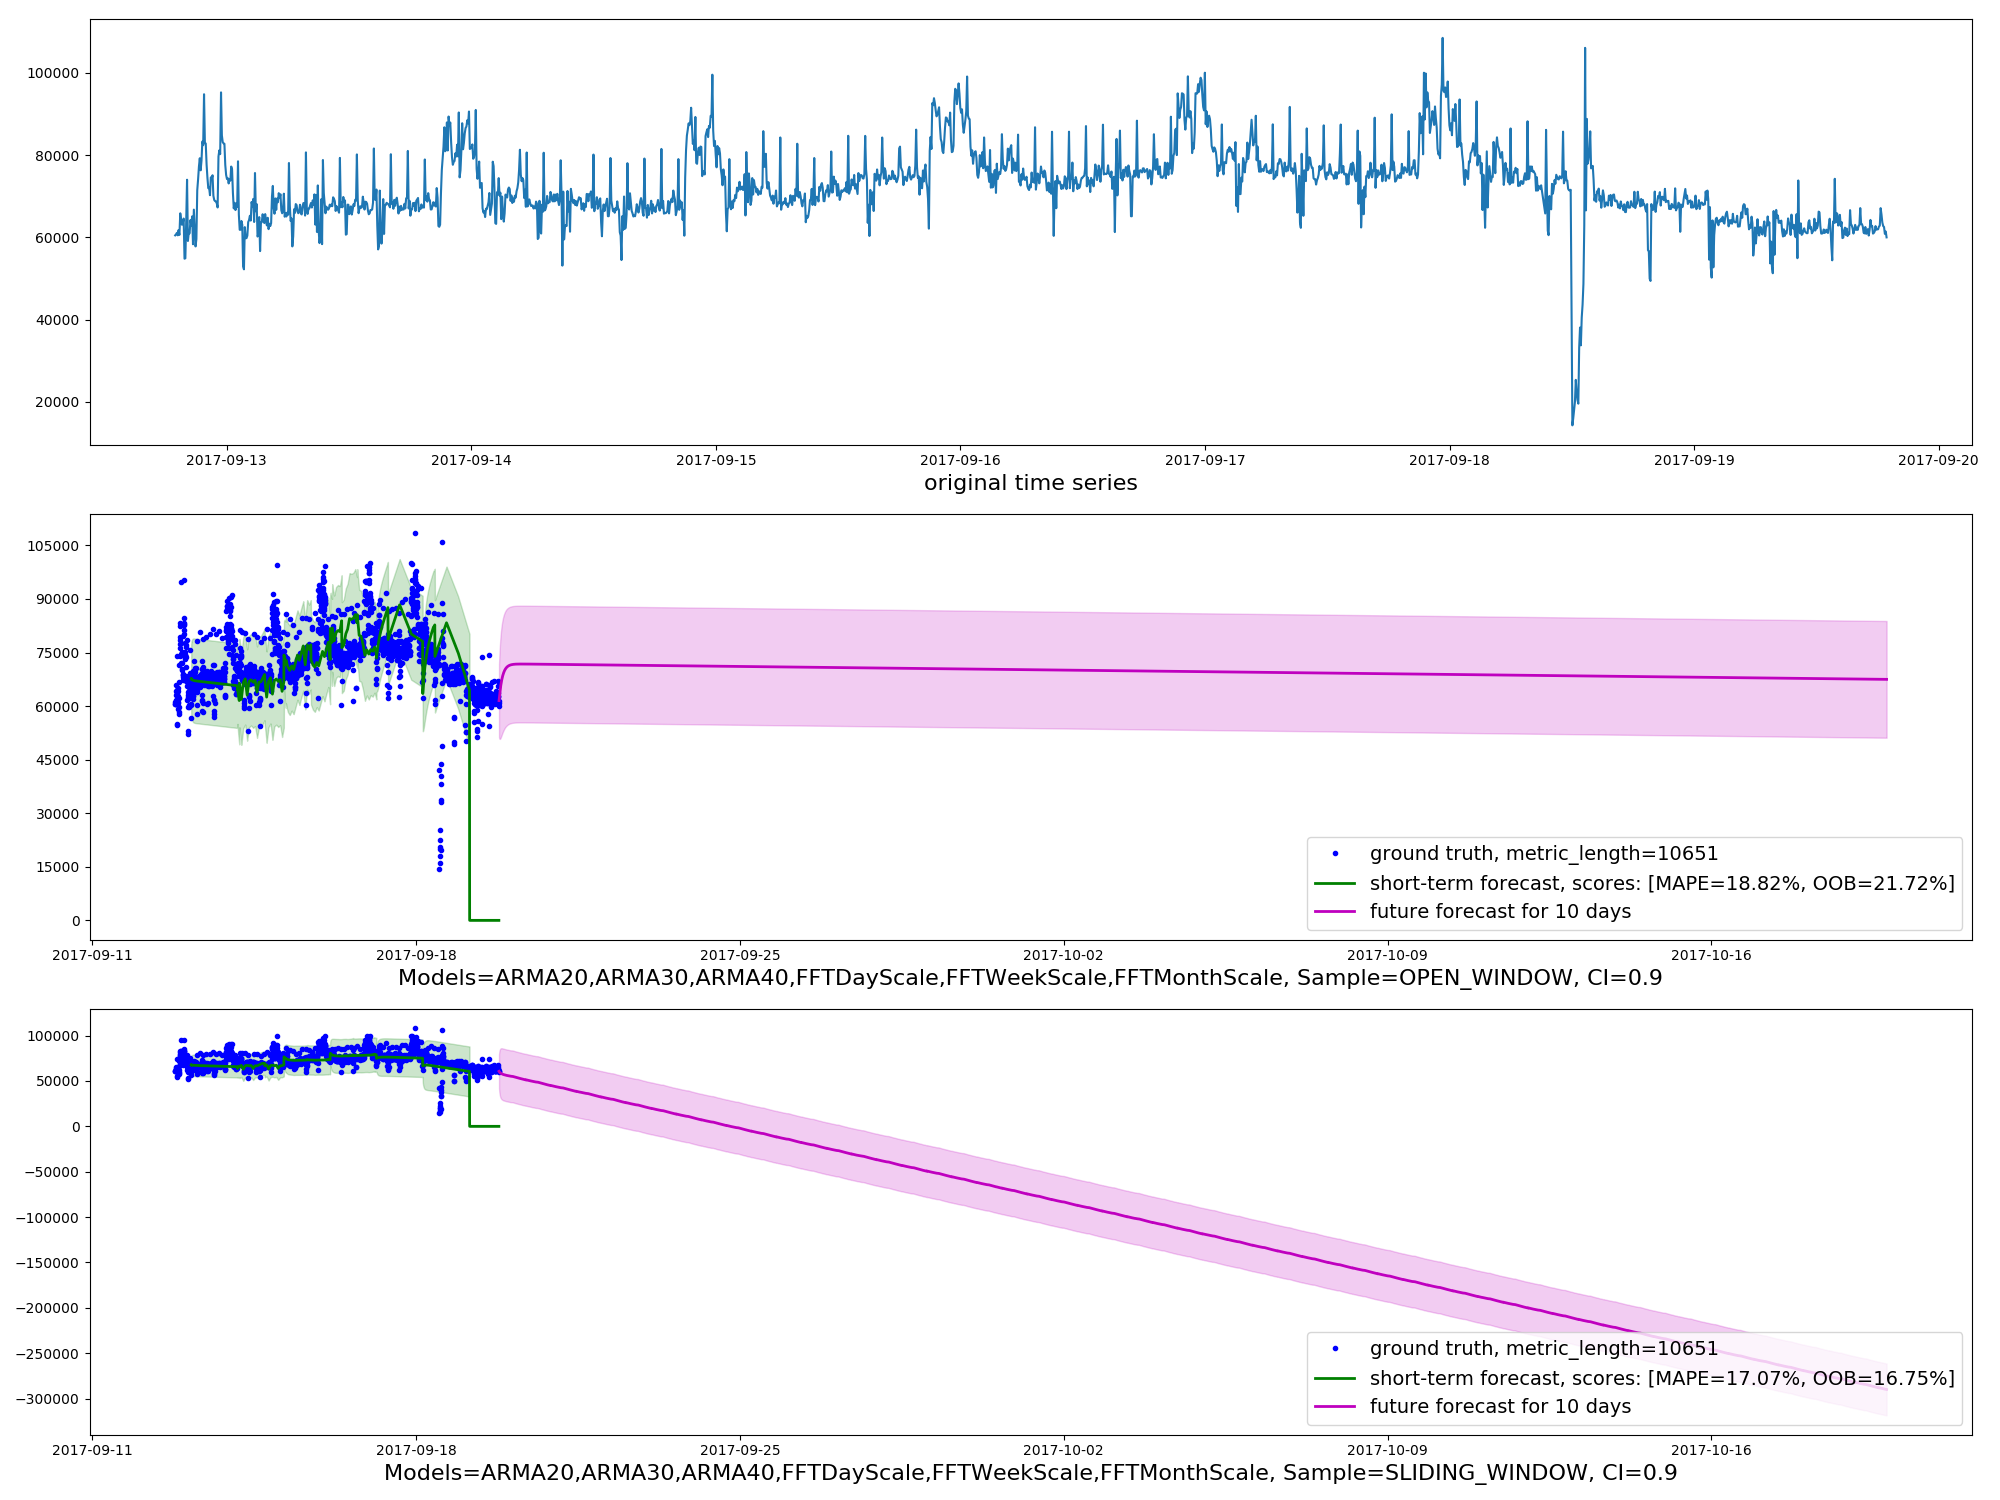 100000
80000
60000
40000
20000
2017-09-13 2017-09-14 2017-09-15 2017-09-16 2017-09-17 2017-09-18 2017-09-19 2017-09-20
original time series
105000
90000
75000
60000
45000
30000
15000
0
ground truth, metric_length=10651
short-term forecast, scores: [MAPE=18.82%, OOB=21.72%]
future forecast for 10 days
2017-09-11 2017-09-18 2017-09-25 2017-10-02 2017-10-09 2017-10-16
Models=ARMA20,ARMA30,ARMA40,FFTDayScale,FFTWeekScale,FFTMonthScale, Sample=OPEN_WINDOW, CI=0.9
100000
50000
0
−50000
−100000
−150000
−200000
−250000
−300000
ground truth, metric_length=10651
short-term forecast, scores: [MAPE=17.07%, OOB=16.75%]
future forecast for 10 days
2017-09-11 2017-09-18 2017-09-25 2017-10-02 2017-10-09 2017-10-16
Models=ARMA20,ARMA30,ARMA40,FFTDayScale,FFTWeekScale,FFTMonthScale, Sample=SLIDING_WINDOW, CI=0.9